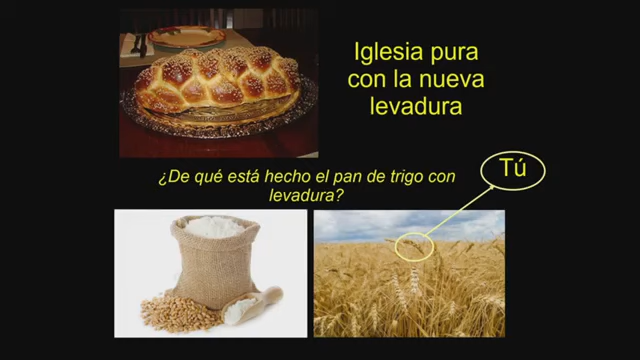 Iglesia pura
con la nueva
levadura
¿De qué está hecho el pan de trigo con
levadura?
Tú